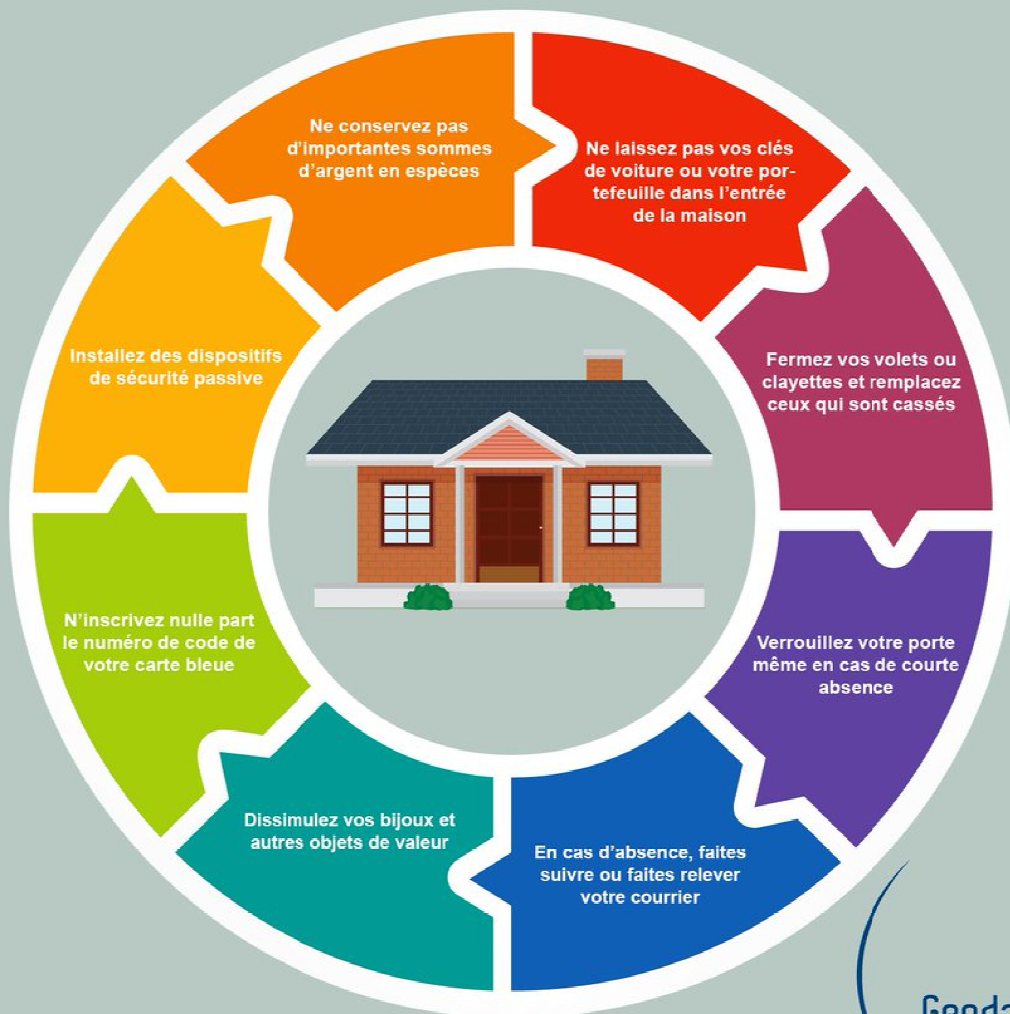 Ne conservez pas
d'importantes sommes
d'argent en espèces
Ne laissez pas vos clés
de voiture ou votre por-
tefeuille dans l'entrée
de la maison
Fermez vos volets ou
clayettes et remplacez
ceux qui sont cassés
Verrouillez votre porte
même en cas de courte
absence
En cas d'absence, faites
suivre ou faites relever
votre courrier
Dissimulez vos bijoux et
autres objets de valeur
N'inscrivez nulle part
le numéro de code de
votre carte bleue
Installez des dispositifs
de sécurité passive